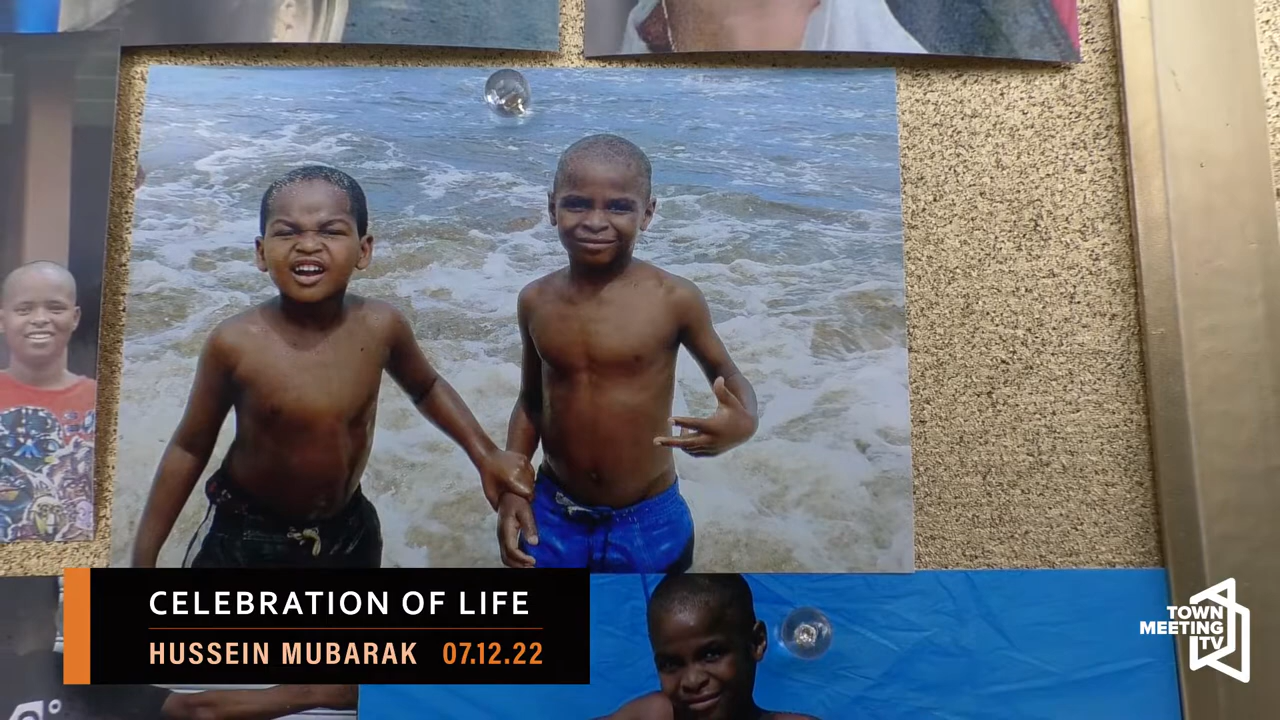 CELEBRATION OF LIFE
HUSSEIN MUBARAK 07.12.22
TOWN
MEETING
TV